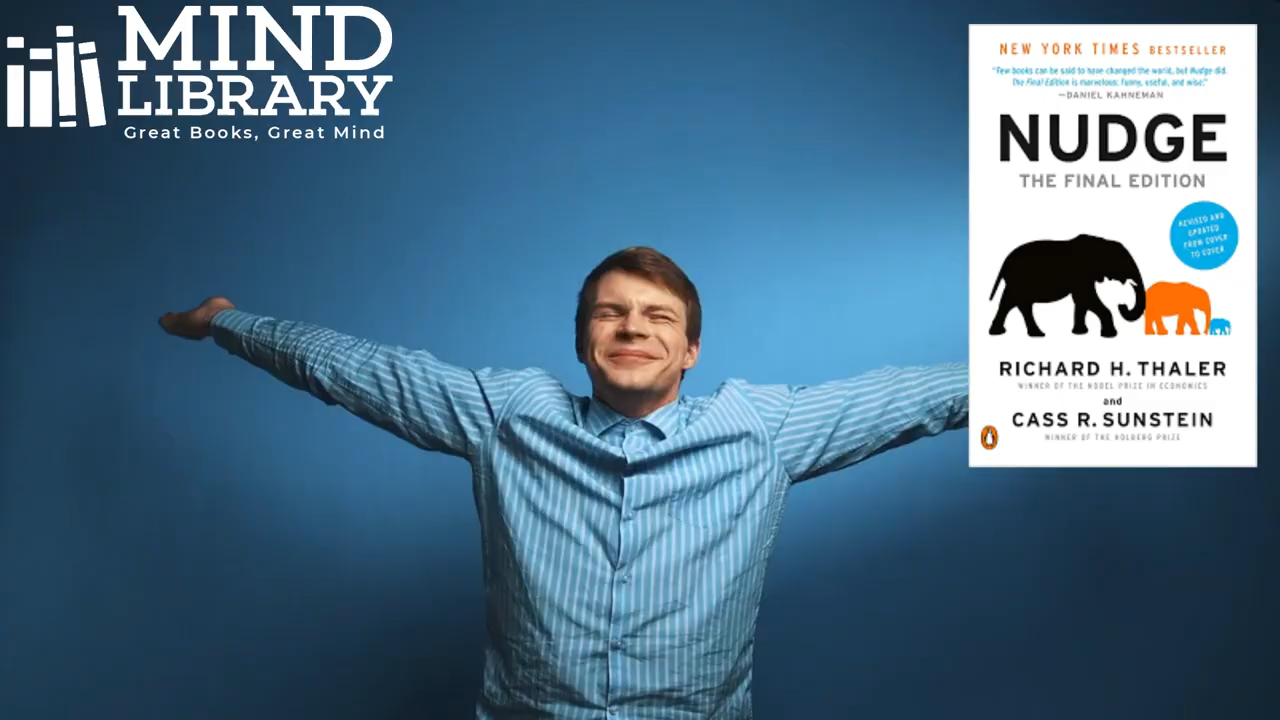 MIND
LIBRARY
Great Books, Great Mind
NEW YORK TIMES BESTSELLER
"Few books can be said to have changed the world, but Nudge did.
The Final Edition is marvelous: funny, useful, and wise."
—DANIEL KAHNEMAN
NUDGE
THE FINAL EDITION
REVISED AND
UPDATED
FROM COVER
TO COVER
RICHARD H. THALER
WINNER OF THE NOBEL PRIZE IN ECONOMICS
and
CASS R. SUNSTEIN
WINNER OF THE HOLBERG PRIZE